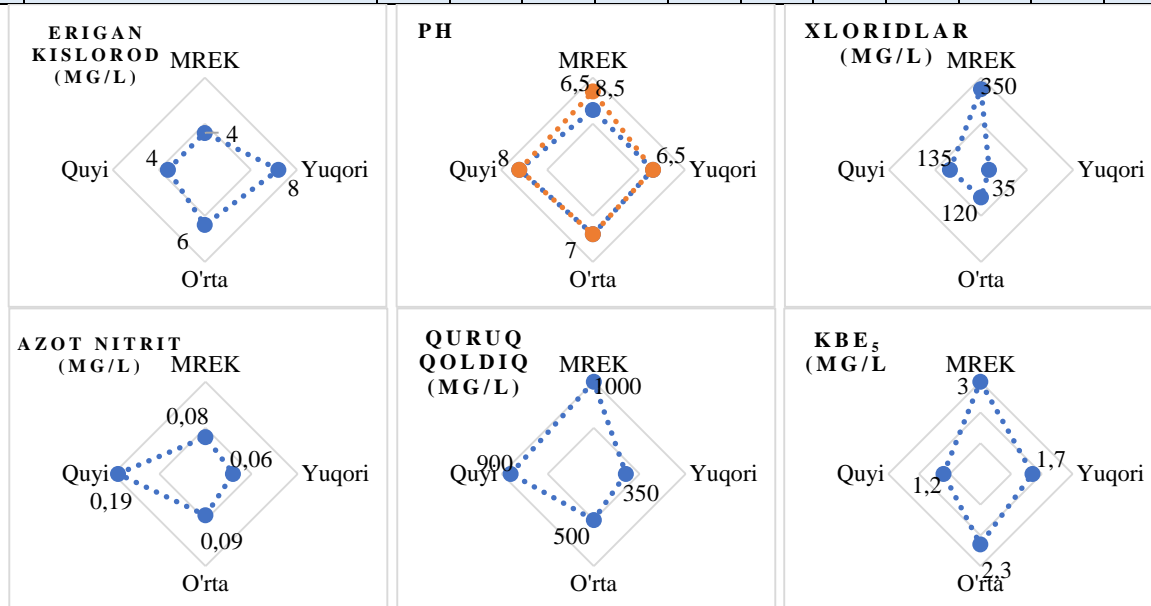 ERIGAN
KISLOROD
(MG/L)
MREK
4
4
Quyi
Yuqori
8
6
O'rta
PH
MREK
6,5
8,5
8
6,5
7
O'rta
XLORIDLAR
(MG/L)
MREK
350
135
Quyi
Yuqori
35
120
O'rta
AZOT NITRIT
(MG/L)
MREK
0,08
0,06
Quyi
Yuqori
0,19
0,09
O'rta
QURUQ
QOLDIQ
(MG/L)
MREK
1000
900
Quyi
Yuqori
350
500
O'rta
KBE₅
(MG/L
MREK
3
1,7
Quyi
Yuqori
1,2
2,3
O'rta